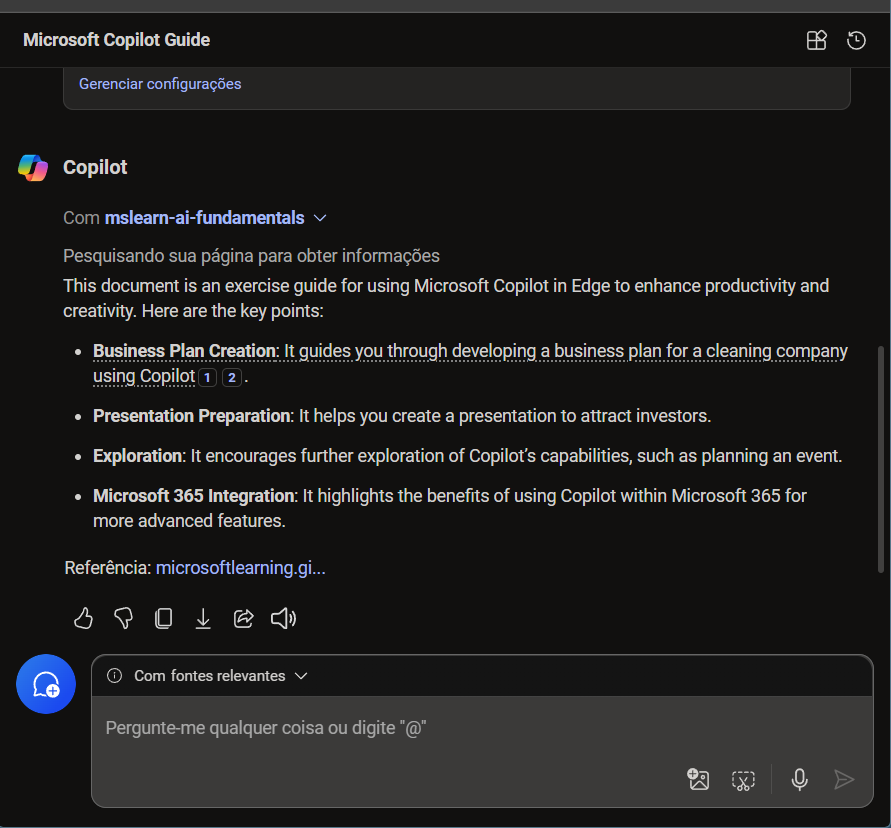 Microsoft Copilot Guide
Gerenciar configurações
Copilot
Com mslearn-ai-fundamentals
Pesquisando sua página para obter informações
This document is an exercise guide for using Microsoft Copilot in Edge to enhance productivity and
creativity. Here are the key points:
• Business Plan Creation: It guides you through developing a business plan for a cleaning company
using Copilot 1 2 .
• Presentation Preparation: It helps you create a presentation to attract investors.
• Exploration: It encourages further exploration of Copilot’s capabilities, such as planning an event.
• Microsoft 365 Integration: It highlights the benefits of using Copilot within Microsoft 365 for
more advanced features.
Referência: microsoftlearning.gi...
Com fontes relevantes
Pergunte-me qualquer coisa ou digite "@"